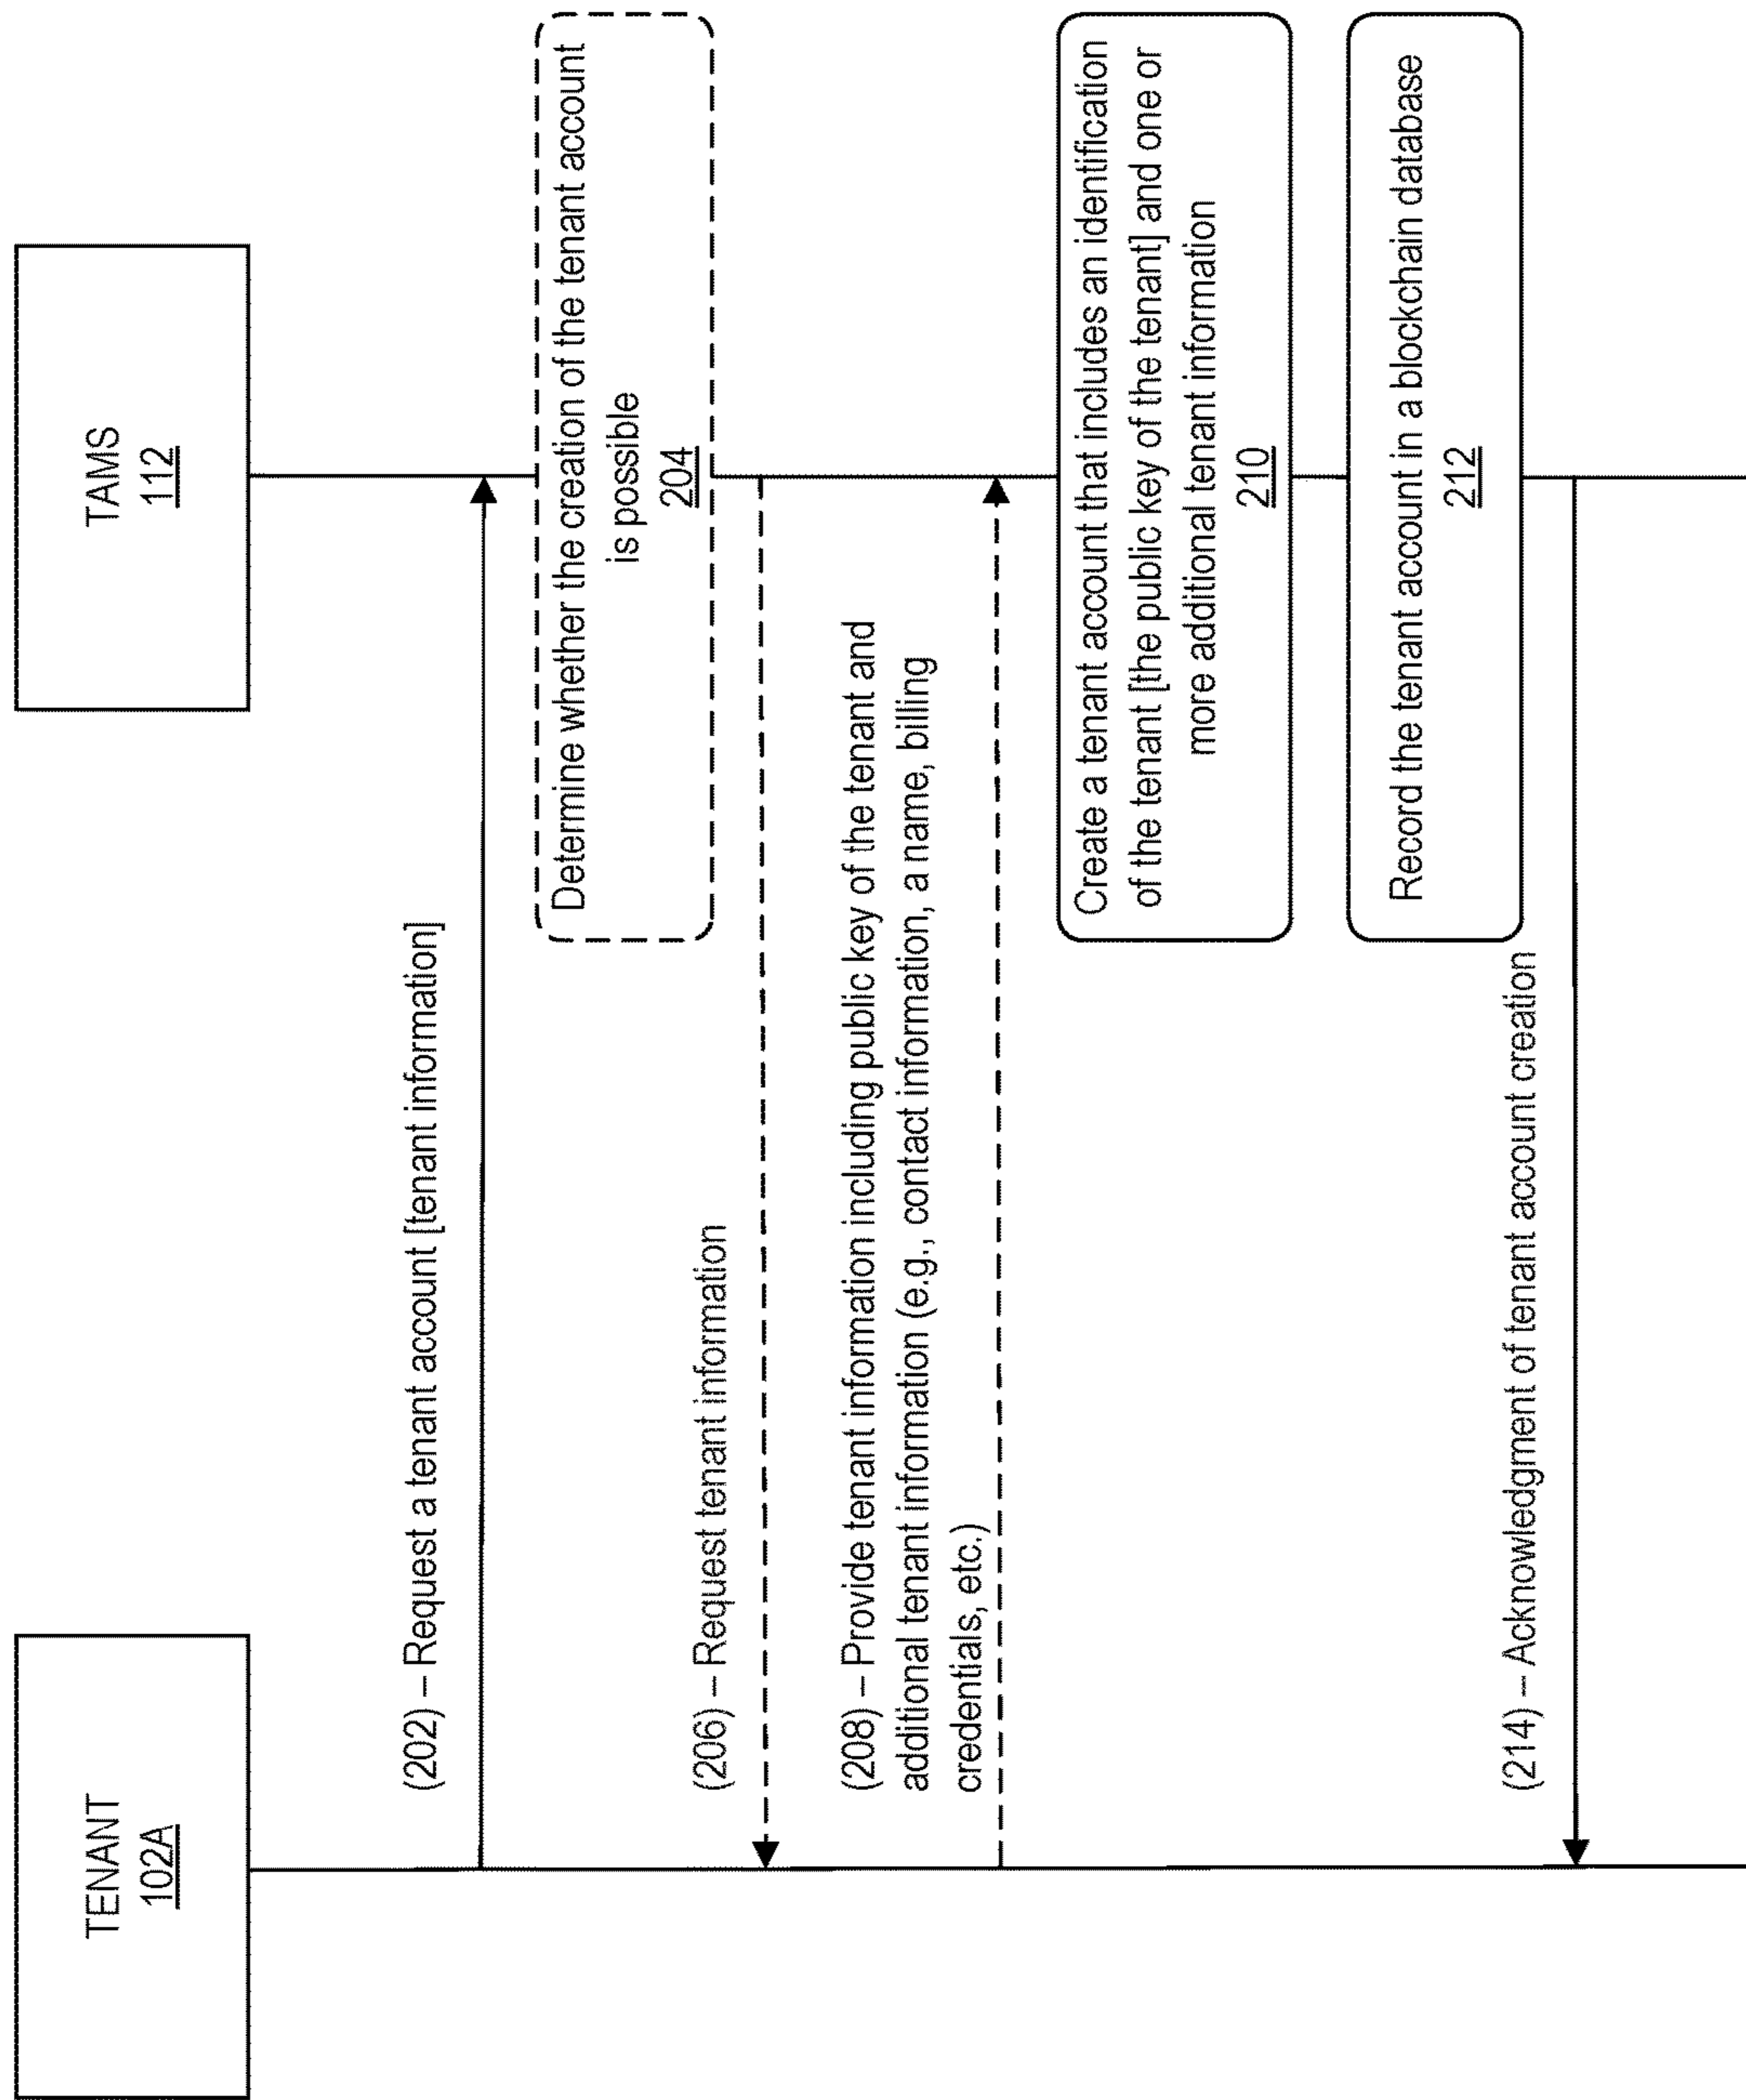 TENANT
102A
TAMS
112
(202) – Request a tenant account [tenant information]
Determine whether the creation of the tenant account
is possible
204
(206) – Request tenant information
(208) – Provide tenant information including public key of the tenant and
additional tenant information (e.g., contact information, a name, billing
credentials, etc.)
Create a tenant account that includes an identification
of the tenant [the public key of the tenant] and one or
more additional tenant information
210
Record the tenant account in a blockchain database
212
(214) – Acknowledgment of tenant account creation